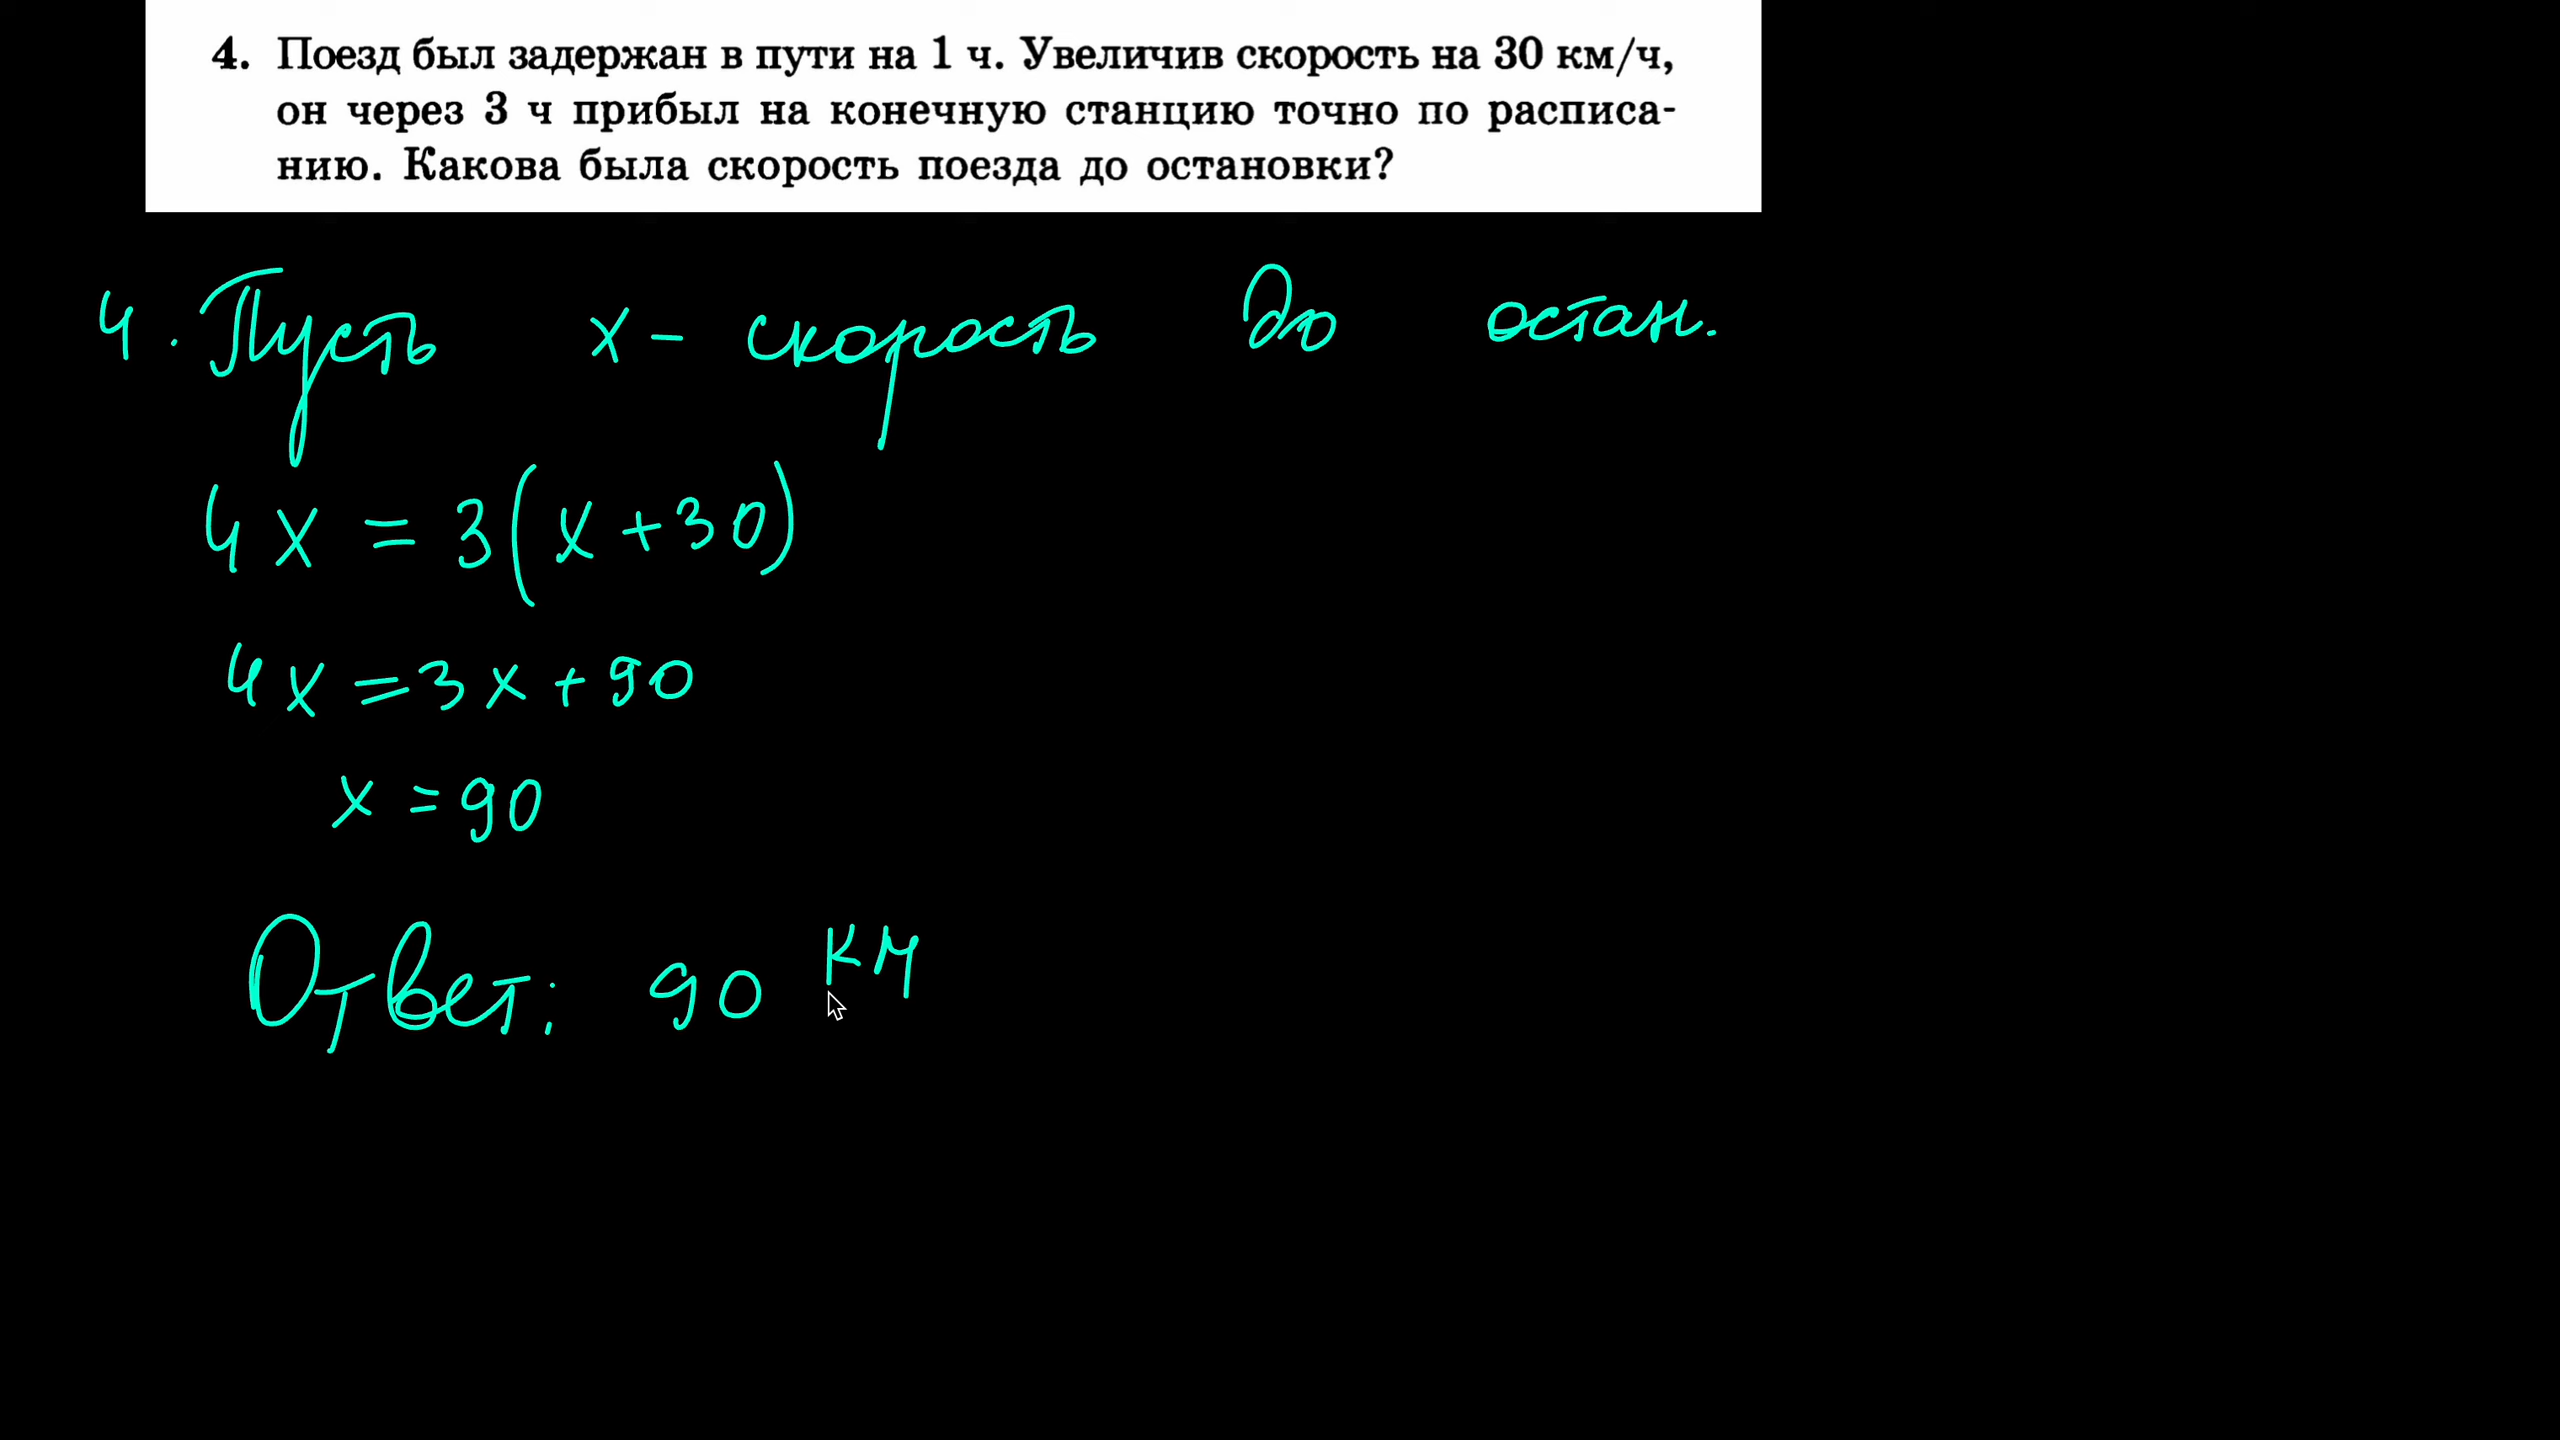 4. Поезд был задержан в пути на 1 ч. Увеличив скорость на 30 км/ч,
он через 3 ч прибыл на конечную станцию точно по расписа-
нию. Какова была скорость поезда до остановки?
4. Пусть x - скорость до остан.
4x = 3(x+30)
4x = 3x + 90
x = 90
Ответ: 90 км